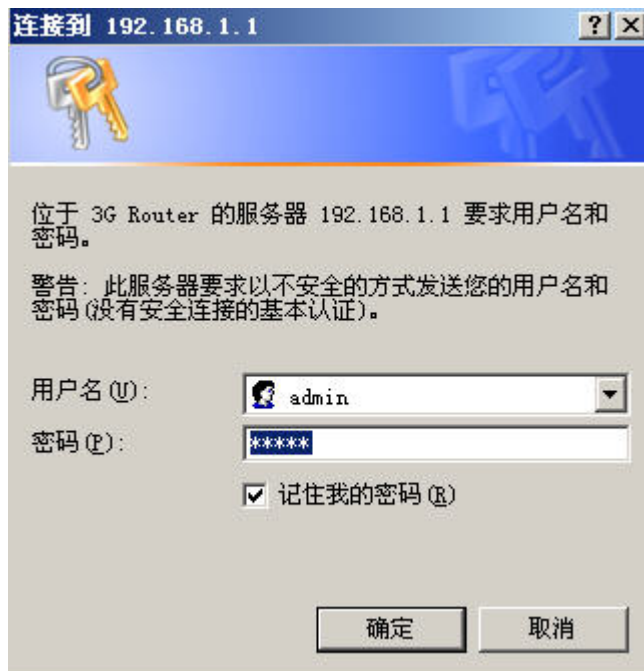 连接到 192.168.1.1
位于 3G Router 的服务器 192.168.1.1 要求用户名和
密码。
警告: 此服务器要求以不安全的方式发送您的用户名和
密码(没有安全连接的基本认证)。
用户名(U): admin
密码(P): *****
记住我的密码(R)
确定 取消